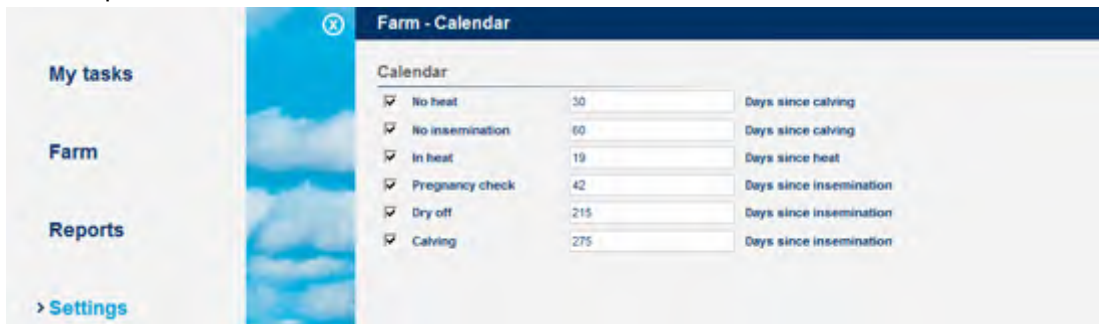 Farm - Calendar
My tasks
Farm
Reports
> Settings
Calendar
No heat 30 Days since calving
No insemination 60 Days since calving
In heat 19 Days since heat
Pregnancy check 42 Days since insemination
Dry off 215 Days since insemination
Calving 275 Days since insemination